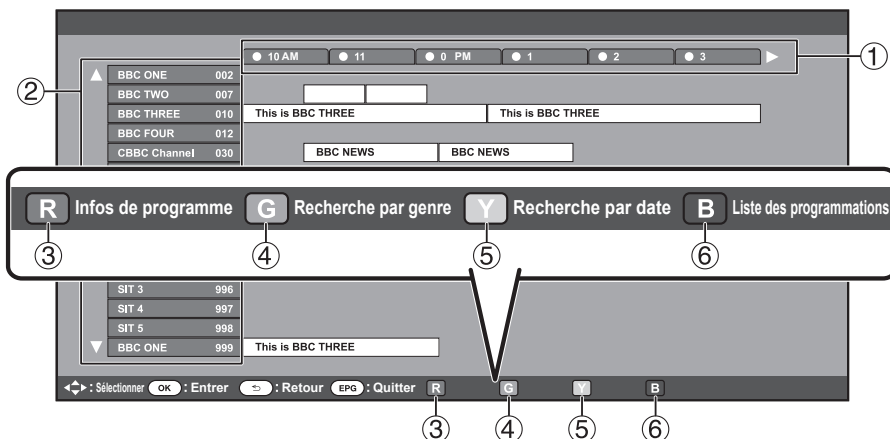 10 AM 11 0 PM 1 2 3 ①
②
BBC ONE 002
BBC TWO 007
BBC THREE 010 This is BBC THREE This is BBC THREE
BBC FOUR 012
CBBC Channel 030 BBC NEWS BBC NEWS
R Infos de programme G Recherche par genre Y Recherche par date B Liste des programmations
③ ④ ⑤ ⑥
SIT 3 996
SIT 4 997
SIT 5 998
BBC ONE 999 This is BBC THREE
: Sélectionner OK : Entrer : Retour EPG : Quitter R G Y B
③ ④ ⑤ ⑥